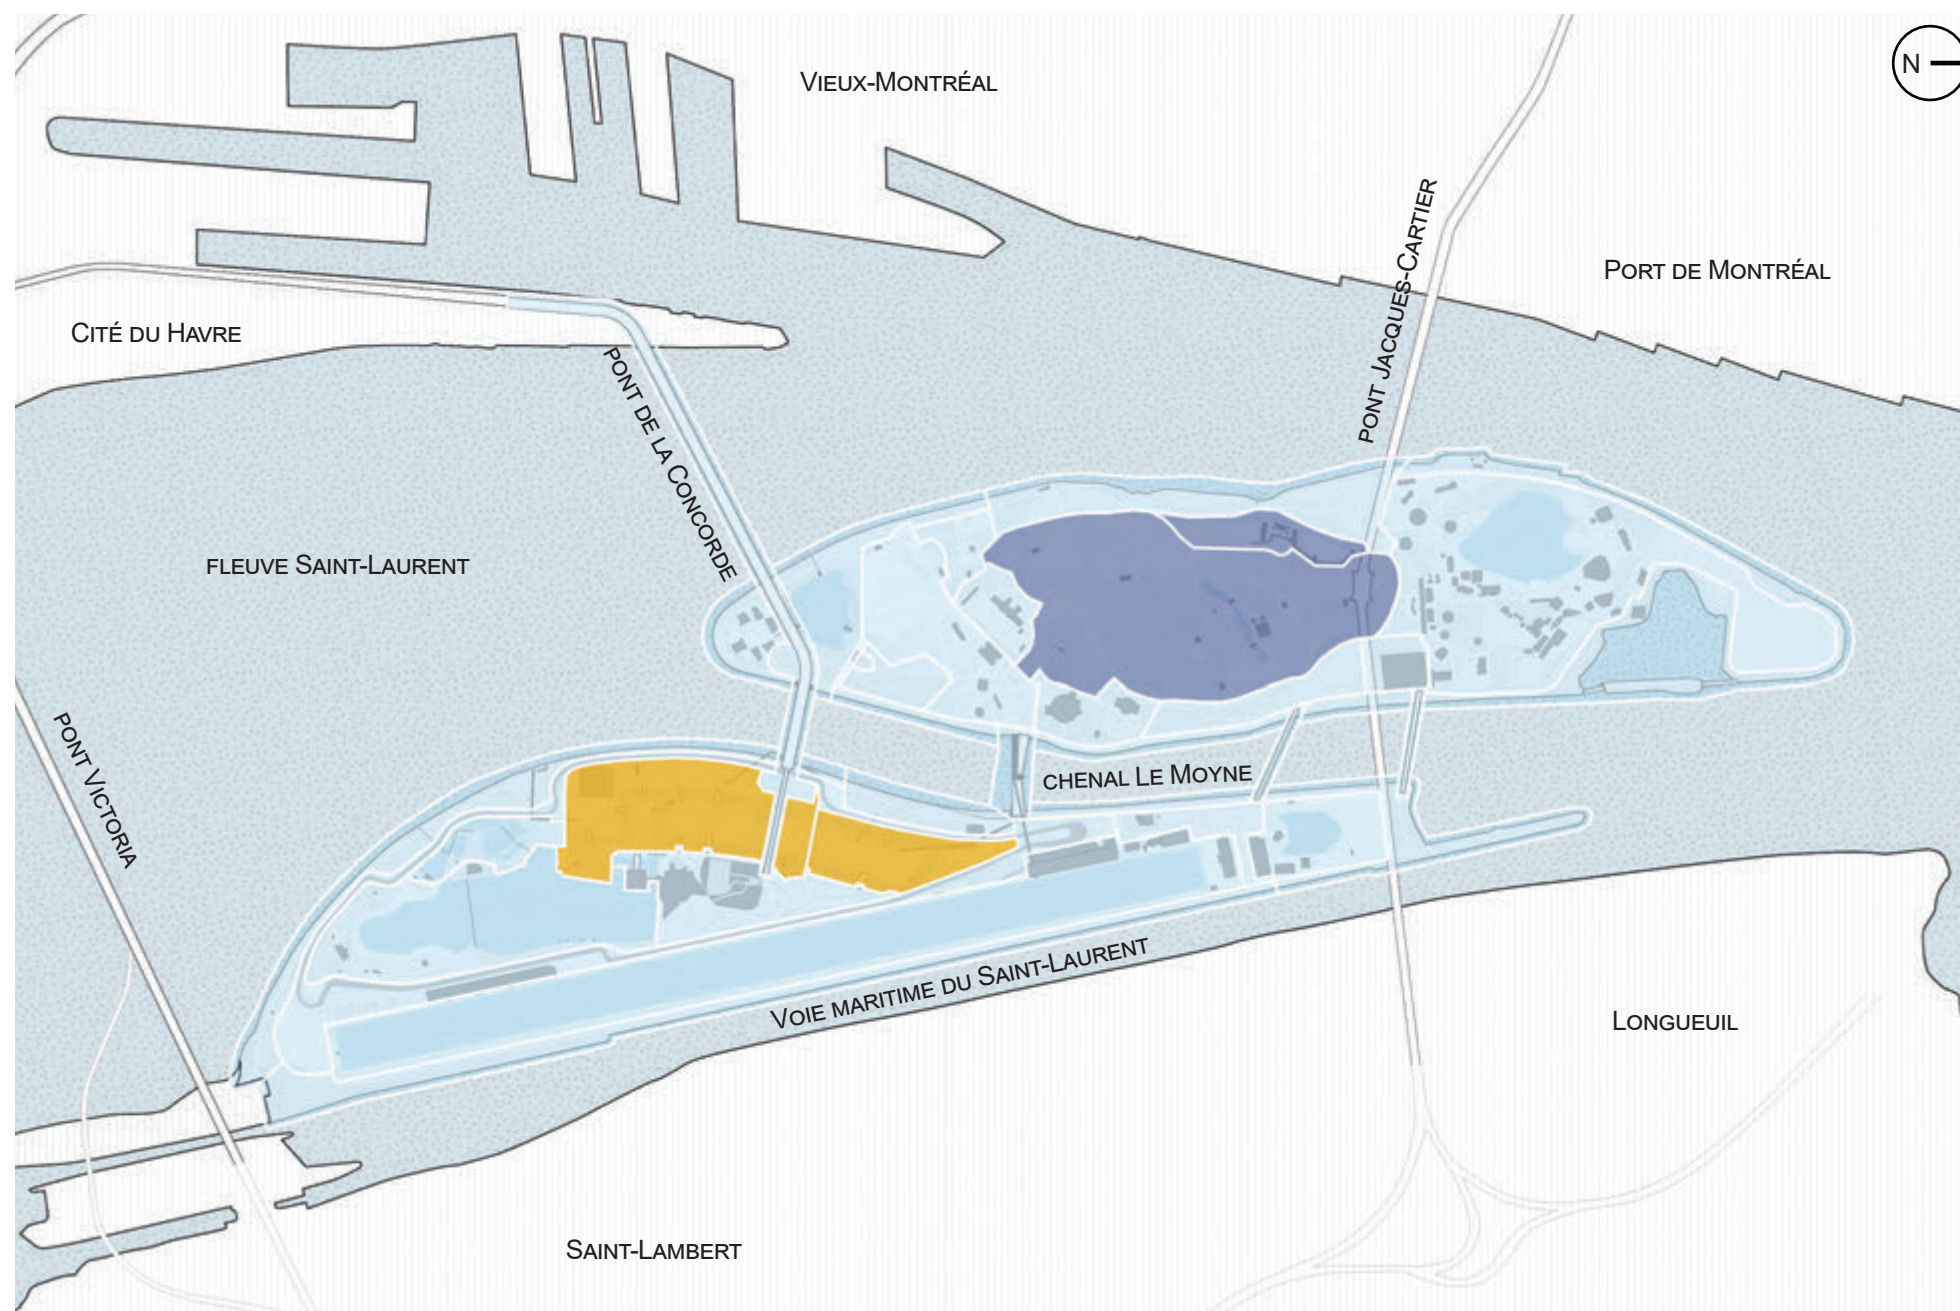 N
VIEUX-MONTRÉAL
PORT DE MONTRÉAL
CITÉ DU HAVRE
PONT JACQUES-CARTIER
PONT DE LA CONCORDE
FLEUVE SAINT-LAURENT
PONT VICTORIA
CHENAL LE MOYNE
VOIE MARITIME DU SAINT-LAURENT
LONGUEUIL
SAINT-LAMBERT